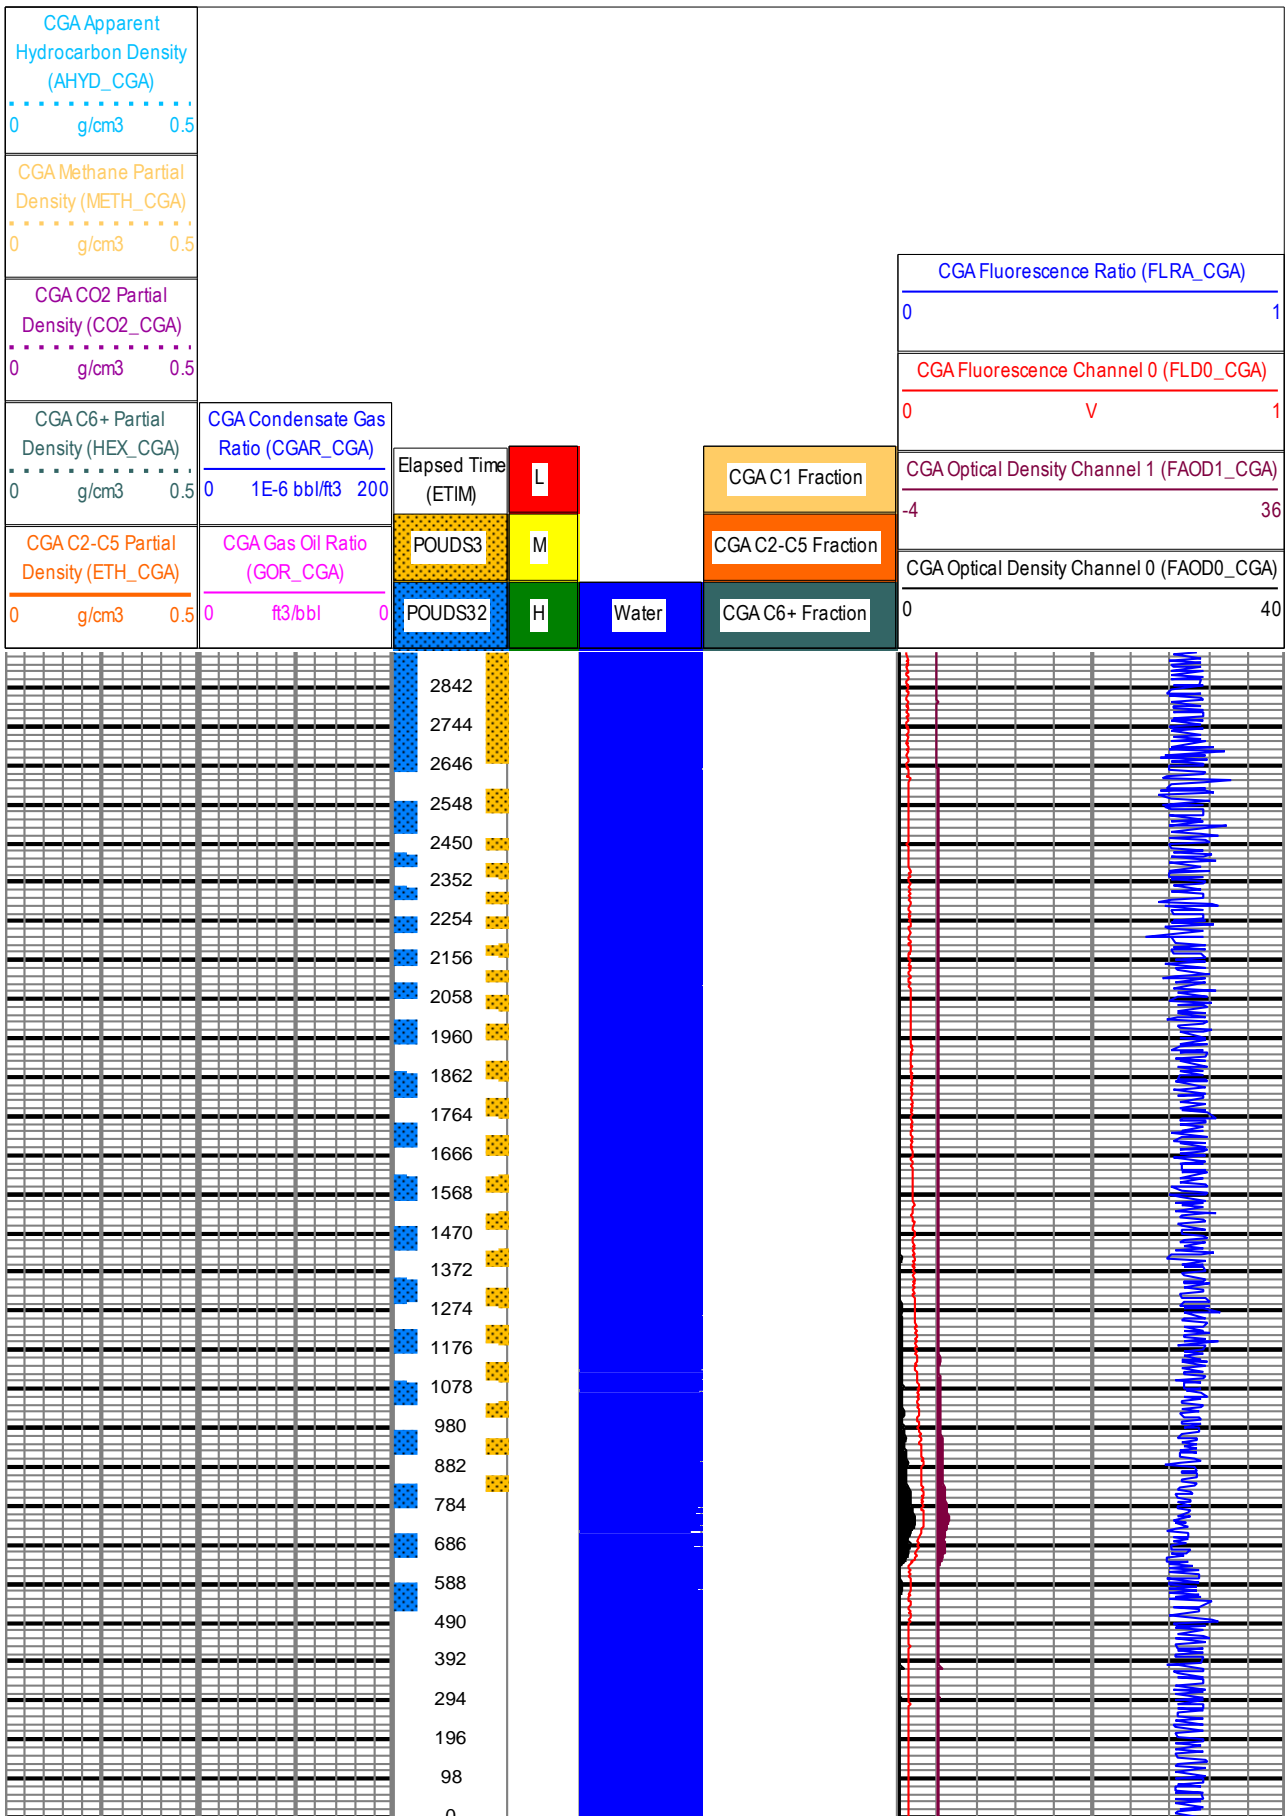 CGA Apparent
Hydrocarbon Density
(AHYD_CGA)
0 g/cm3 0.5
CGA Methane Partial
Density (METH_CGA)
0 g/cm3 0.5
CGA CO2 Partial
Density (CO2_CGA)
0 g/cm3 0.5
CGA C6+ Partial
Density (HEX_CGA)
0 g/cm3 0.5
CGA C2-C5 Partial
Density (ETH_CGA)
0 g/cm3 0.5
CGA Condensate Gas
Ratio (CGAR_CGA)
0 1E-6 bbl/ft3 200
CGA Gas Oil Ratio
(GOR_CGA)
0 ft3/bbl 0
Elapsed Time
(ETIM)
POUDS3
POUDS32
L
M
H
Water
CGA C1 Fraction
CGA C2-C5 Fraction
CGA C6+ Fraction
CGA Fluorescence Ratio (FLRA_CGA)
0 1
CGA Fluorescence Channel 0 (FLD0_CGA)
0 V 1
CGA Optical Density Channel 1 (FAOD1_CGA)
-4 36
CGA Optical Density Channel 0 (FAOD0_CGA)
0 40
2842
2744
2646
2548
2450
2352
2254
2156
2058
1960
1862
1764
1666
1568
1470
1372
1274
1176
1078
980
882
784
686
588
490
392
294
196
98
0